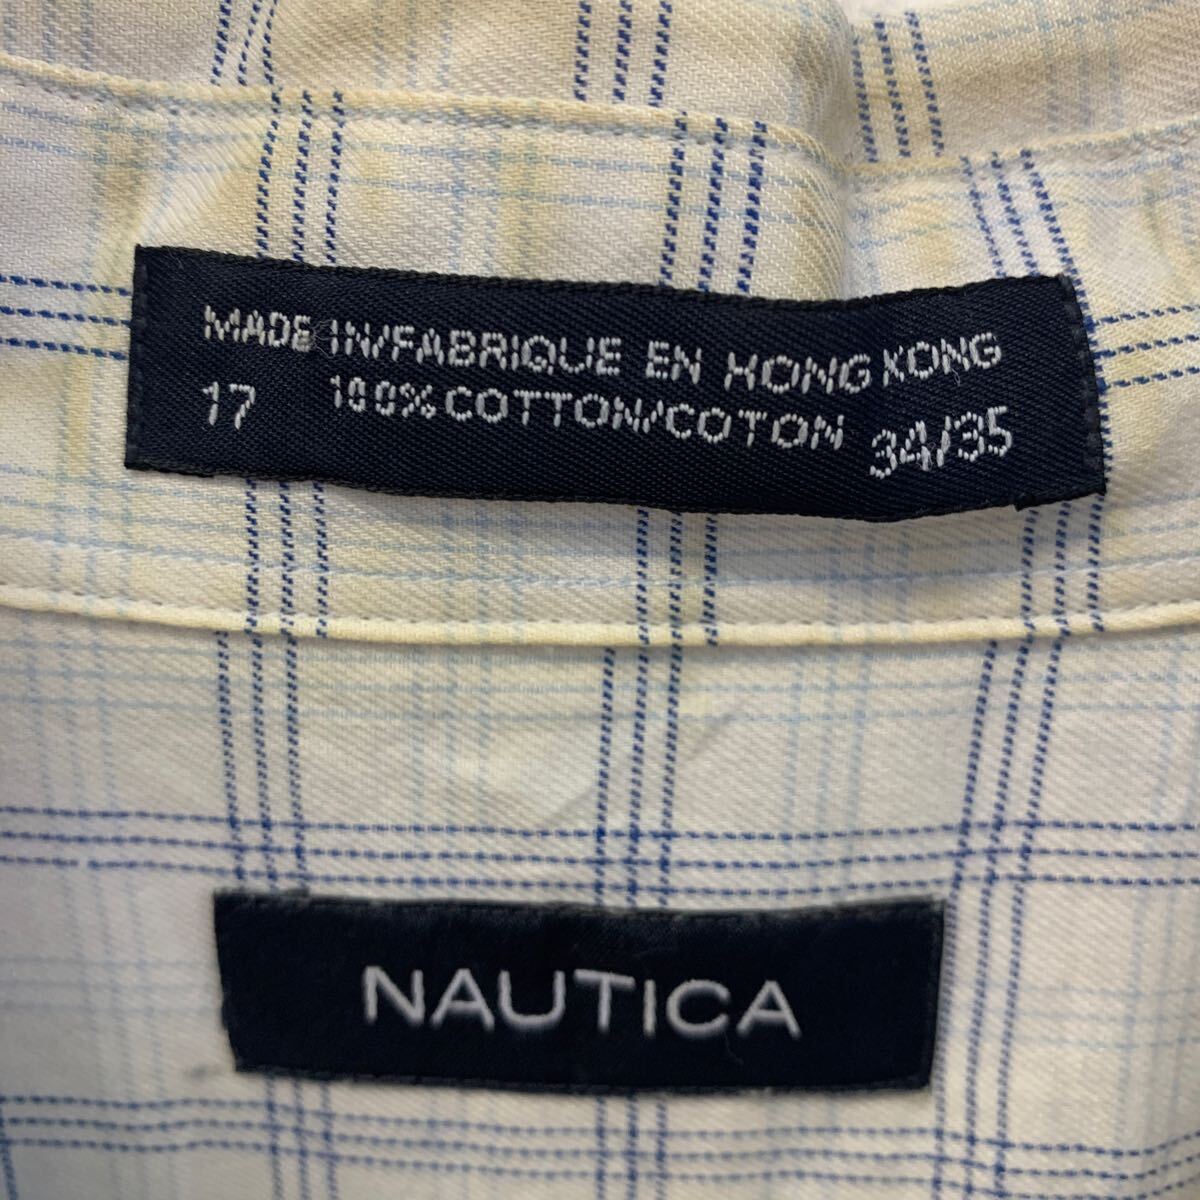 MADE IN/FABRIQUE EN HONG KONG
17 100% COTTON/COTON 34/35
NAUTICA